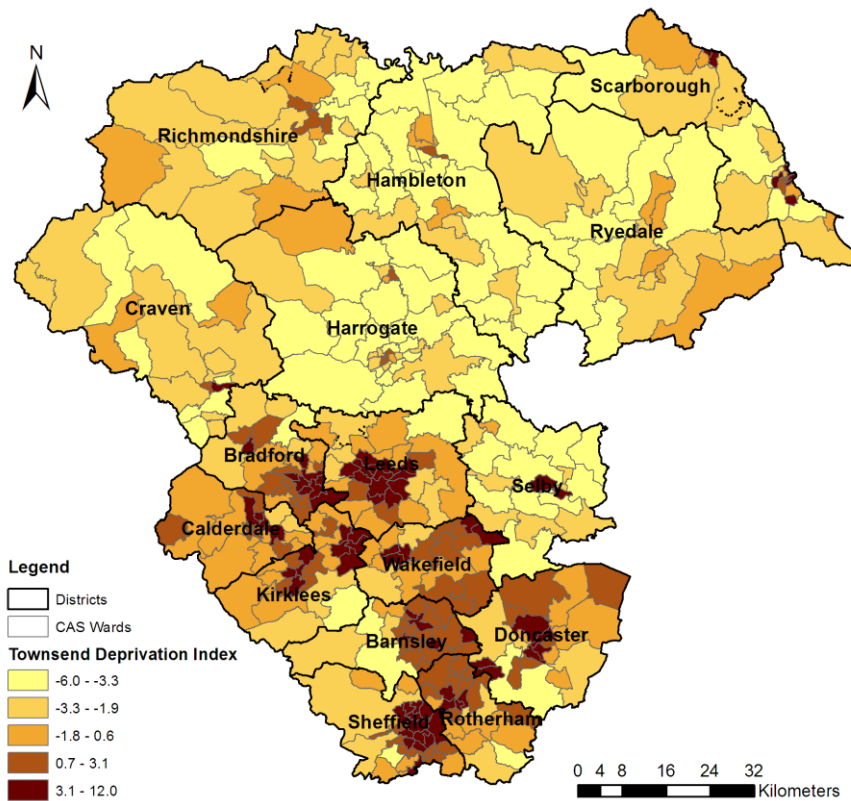 N
Scarborough
Richmondshire
Hambleton
Ryedale
Craven
Harrogate
Bradford
Leeds
Selby
Calderdale
Wakefield
Kirklees
Barnsley
Doncaster
Sheffield
Rotherham
Legend
Districts
CAS Wards
Townsend Deprivation Index
-6.0 - -3.3
-3.3 - -1.9
-1.8 - 0.6
0.7 - 3.1
3.1 - 12.0
0 4 8 16 24 32
Kilometers